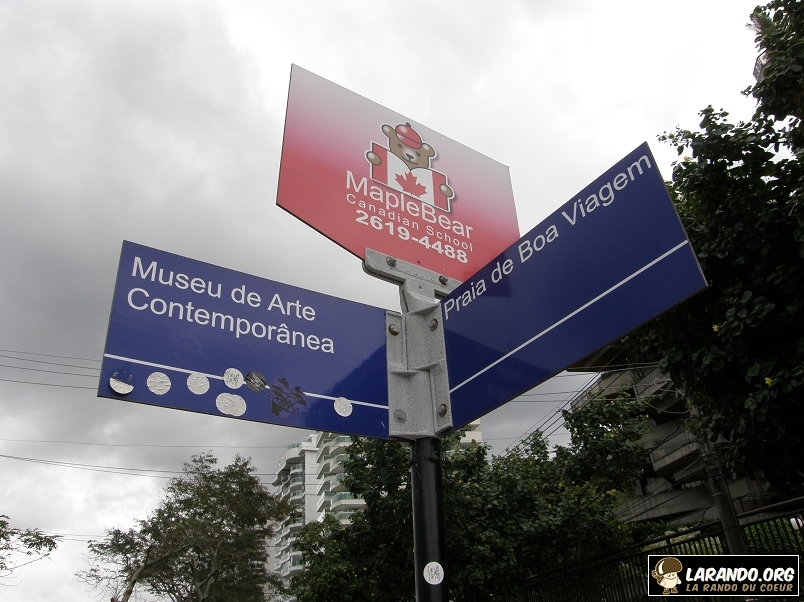 MapleBear
Canadian School
2619-4488
Museu de Arte
Contemporânea
Praia de Boa Viagem
LARANDO.ORG
LA RANDO DU COEUR